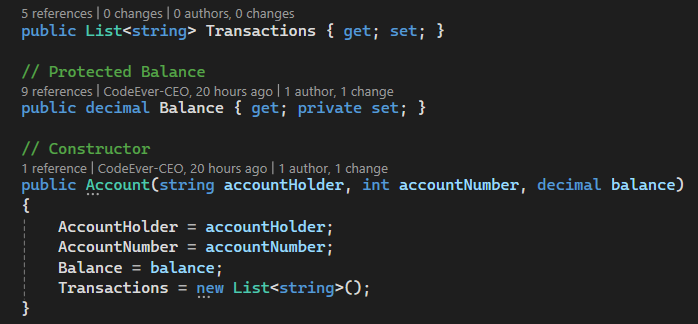 5 references | 0 changes | 0 authors, 0 changes
public List<string> Transactions { get; set; }
// Protected Balance
9 references | CodeEver-CEO, 20 hours ago | 1 author, 1 change
public decimal Balance { get; private set; }
// Constructor
1 reference | CodeEver-CEO, 20 hours ago | 1 author, 1 change
public Account(string accountHolder, int accountNumber, decimal balance)
{
AccountHolder = accountHolder;
AccountNumber = accountNumber;
Balance = balance;
Transactions = new List<string>();
}